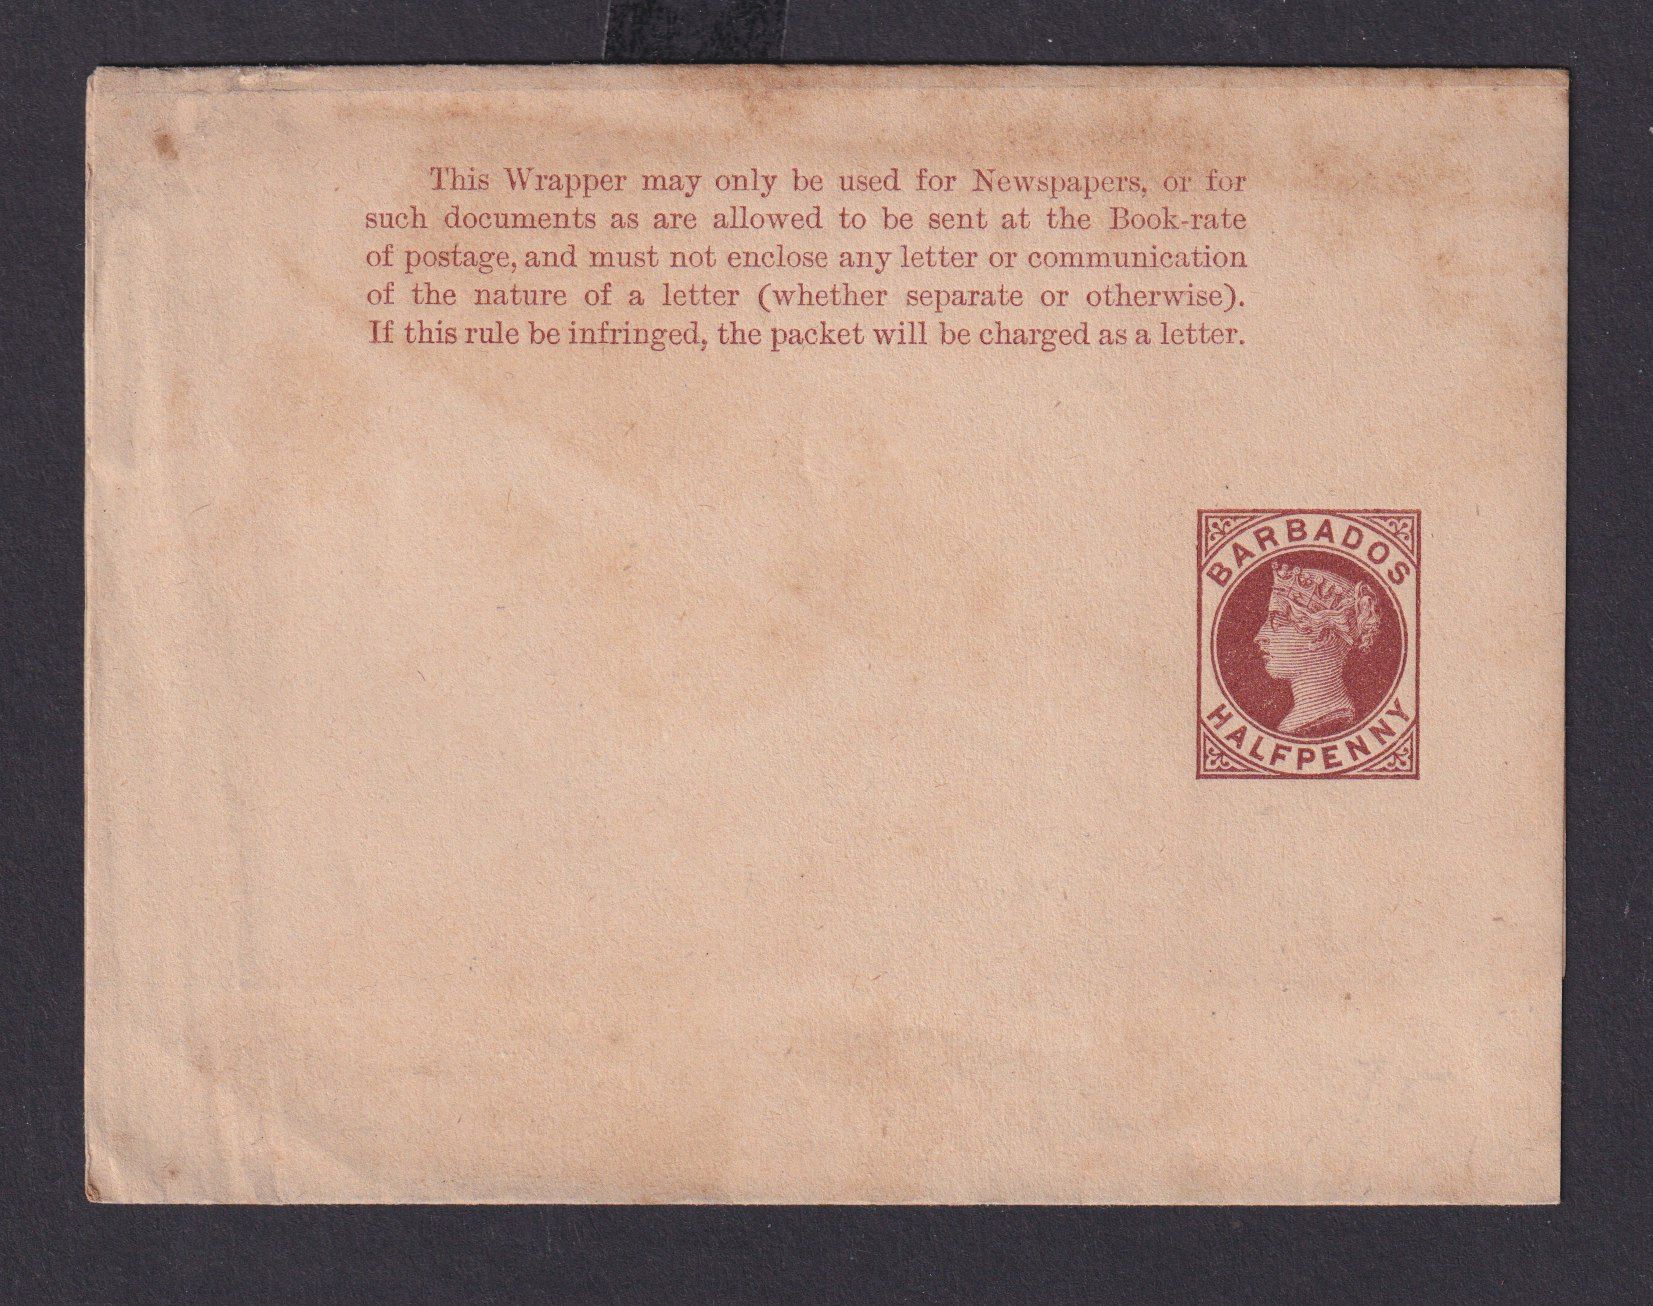 This Wrapper may only be used for Newspapers, or for
such documents as are allowed to be sent at the Book-rate
of postage, and must not enclose any letter or communication
of the nature of a letter (whether separate or otherwise).
If this rule be infringed, the packet will be charged as a letter.
BARBADOS
HALFPENNY